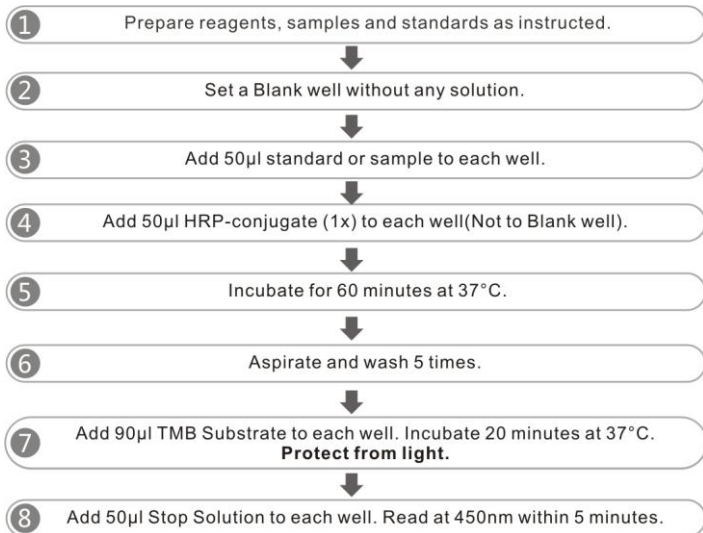 1 Prepare reagents, samples and standards as instructed.
2 Set a Blank well without any solution.
3 Add 50µl standard or sample to each well.
4 Add 50µl HRP-conjugate (1x) to each well(Not to Blank well).
5 Incubate for 60 minutes at 37°C.
6 Aspirate and wash 5 times.
7 Add 90µl TMB Substrate to each well. Incubate 20 minutes at 37°C.
Protect from light.
8 Add 50µl Stop Solution to each well. Read at 450nm within 5 minutes.